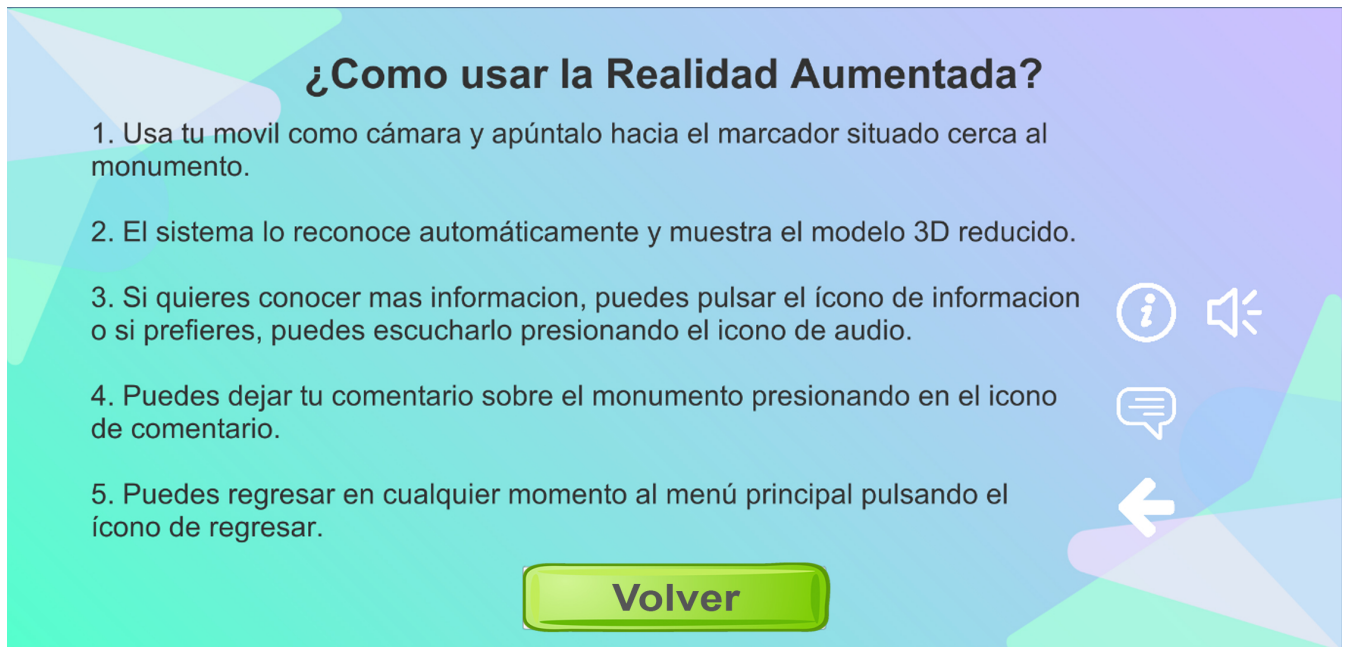 ¿Como usar la Realidad Aumentada?
1. Usa tu movil como cámara y apúntalo hacia el marcador situado cerca al
monumento.
2. El sistema lo reconoce automáticamente y muestra el modelo 3D reducido.
3. Si quieres conocer mas informacion, puedes pulsar el ícono de informacion
o si prefieres, puedes escucharlo presionando el icono de audio.
4. Puedes dejar tu comentario sobre el monumento presionando en el icono
de comentario.
5. Puedes regresar en cualquier momento al menú principal pulsando el
ícono de regresar.
Volver